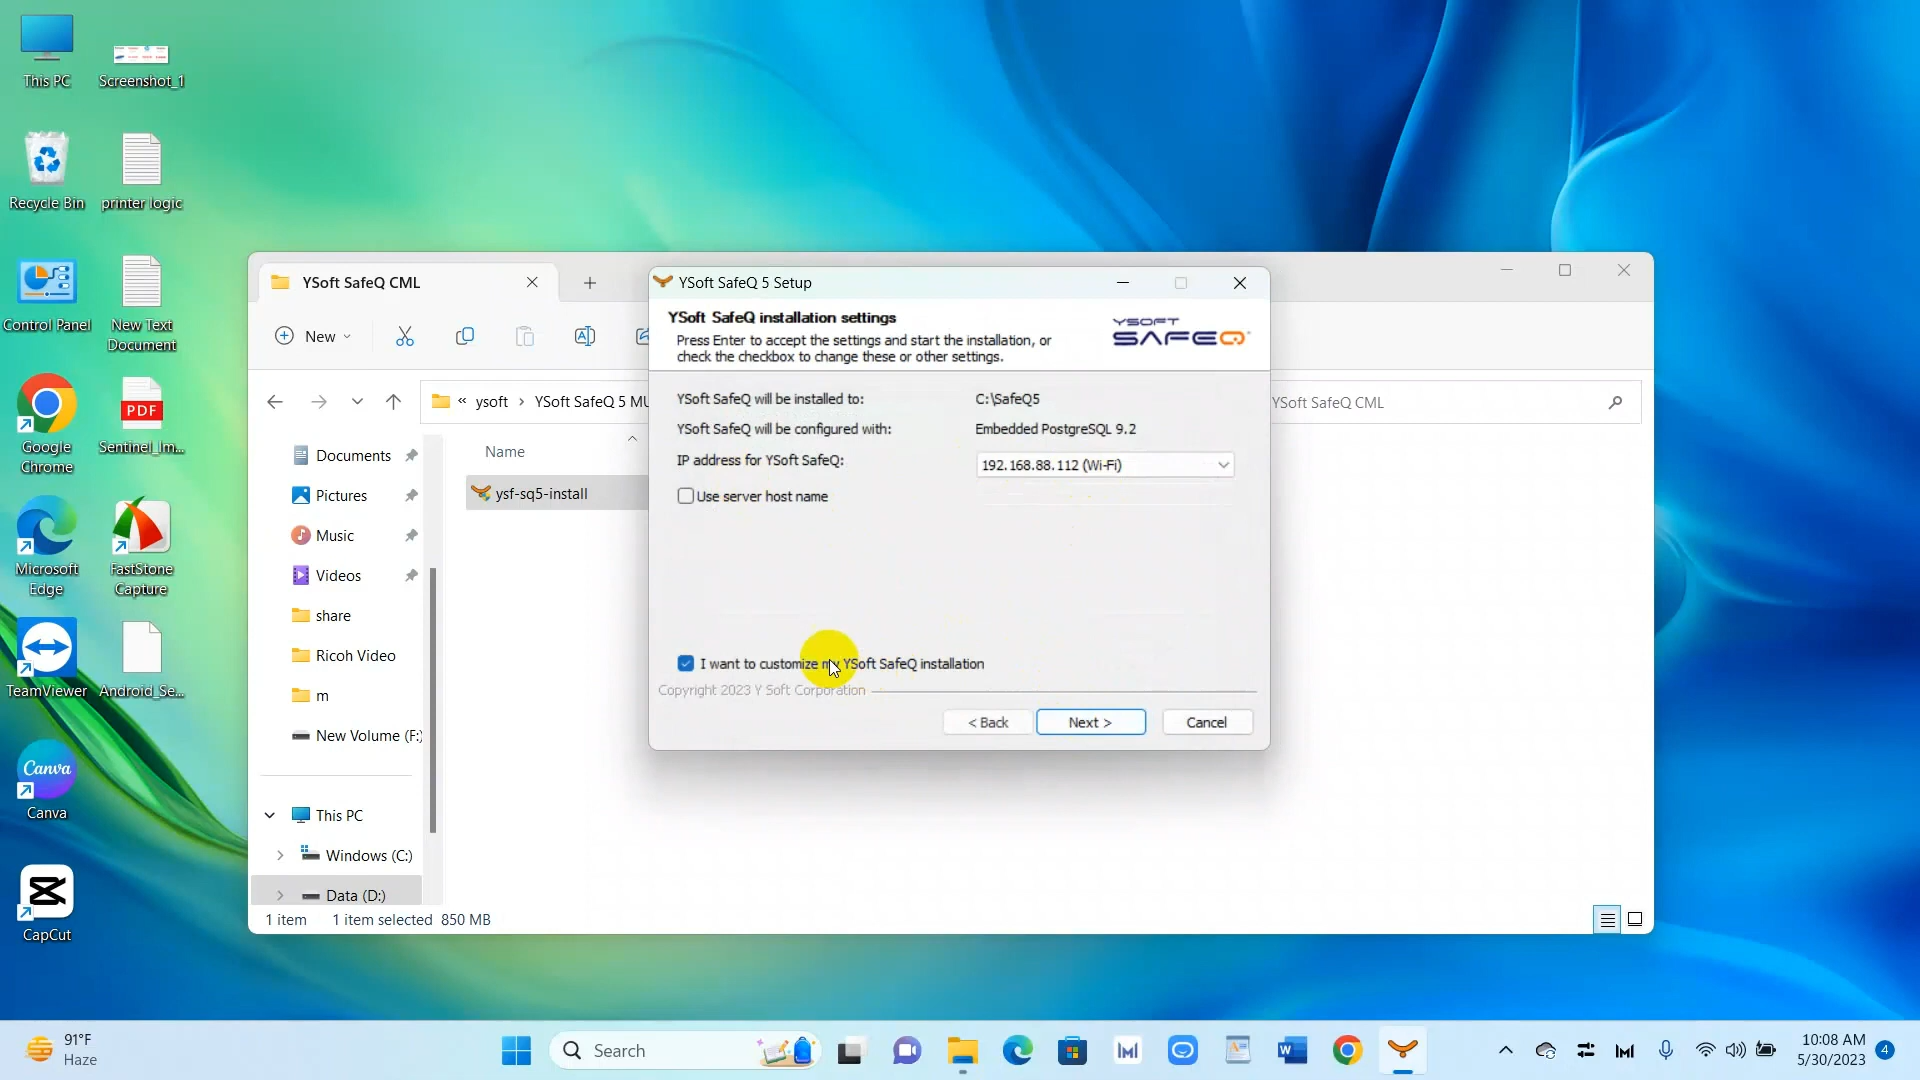 This PC
Screenshot_1
Recycle Bin
printer logic
Control Panel
New Text
Document
Google
Chrome
PDF
Sentinel_Im...
Microsoft
Edge
FastStone
Capture
TeamViewer
Android_Se...
Canva
Canva
CapCut
YSoft SafeQ CML
New
« ysoft > YSoft SafeQ 5 MU
YSoft SafeQ CML
Documents
Pictures
Music
Videos
share
Ricoh Video
m
New Volume (F:)
This PC
Windows (C:)
Data (D:)
Name
ysf-sq5-install
1 item 1 item selected 850 MB
YSoft SafeQ 5 Setup
YSoft SafeQ installation settings
Press Enter to accept the settings and start the installation, or
check the checkbox to change these or other settings.
YSOFT
SAFEQ
YSoft SafeQ will be installed to: C:\SafeQ5
YSoft SafeQ will be configured with: Embedded PostgreSQL 9.2
IP address for YSoft SafeQ: 192.168.88.112 (Wi-Fi)
Use server host name
I want to customize my YSoft SafeQ installation
Copyright 2023 Y Soft Corporation
< Back Next > Cancel
91°F
Haze
Search
10:08 AM
5/30/2023
4